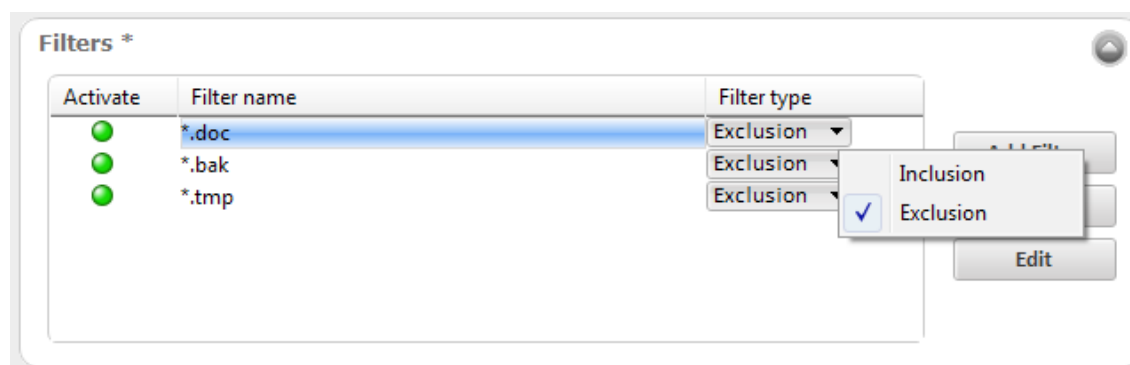 Filters *
Activate Filter name Filter type
*.doc Exclusion
*.bak Exclusion
*.tmp Exclusion
Inclusion
Exclusion
Edit